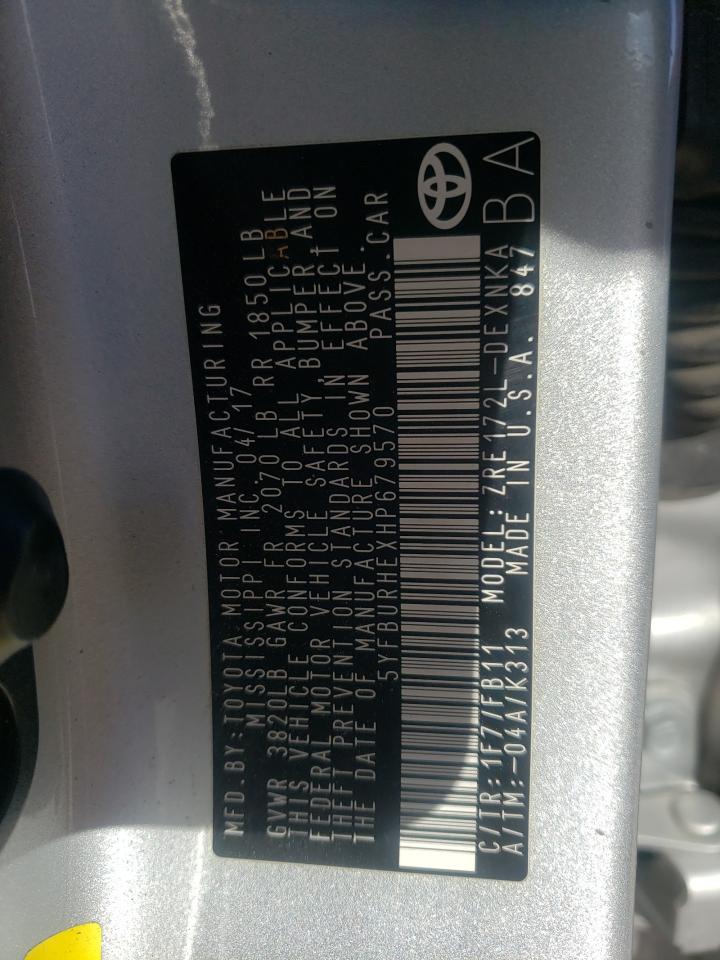 MFD.BY:TOYOTA MOTOR MANUFACTURING
MISSISSIPPI INC.04/17
GVWR 3820LB GAWR FR 2070 LB RR 1850 LB
THIS VEHICLE CONFORMS TO ALL APPLICABLE
FEDERAL MOTOR VEHICLE SAFETY, BUMPER, AND
THEFT PREVENTION STANDARDS IN EFFECT ON
THE DATE OF MANUFACTURE SHOWN ABOVE.
5YFBURHEXHP679570 PASS.CAR
C/TR: 1F7/FB11 MODEL: ZRE172L-DEXNKA
A/TM:-04A/K313 MADE IN U.S.A. 847
BA